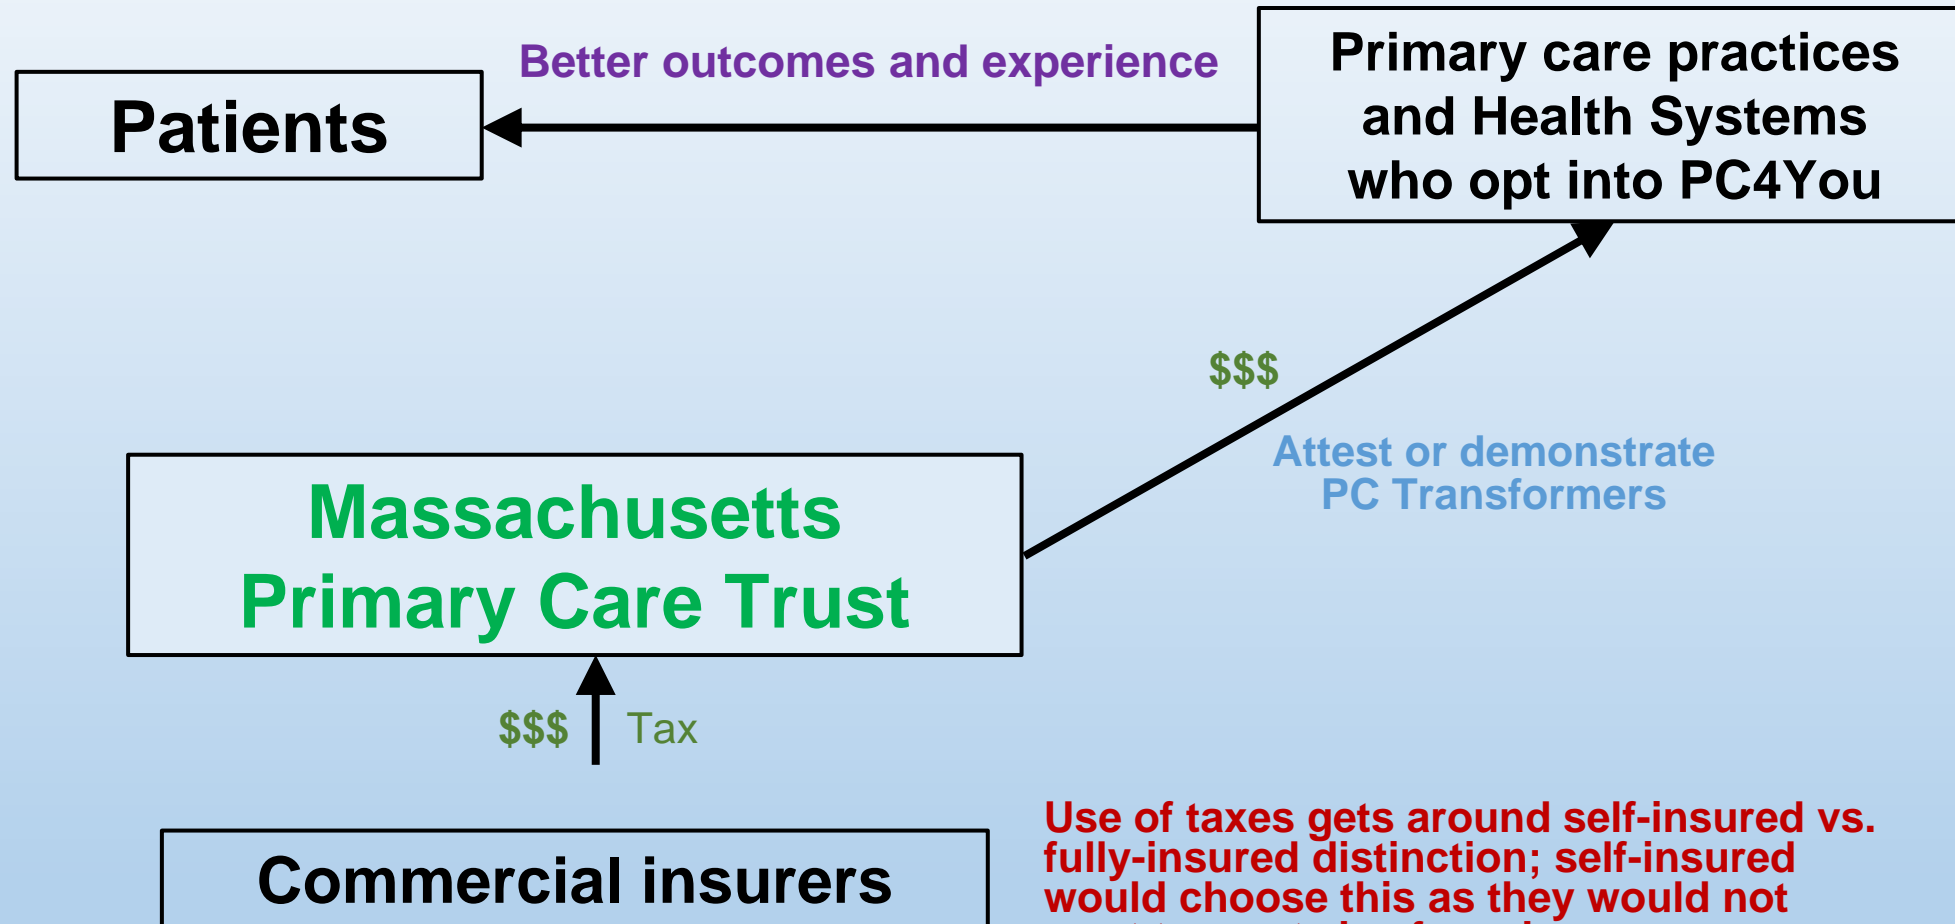 Better outcomes and experience
Patients
Primary care practices
and Health Systems
who opt into PC4You
$$$
Attest or demonstrate
PC Transformers
Massachusetts
Primary Care Trust
$$$ Tax
Commercial insurers
Use of taxes gets around self-insured vs.
fully-insured distinction; self-insured
would choose this as they would not